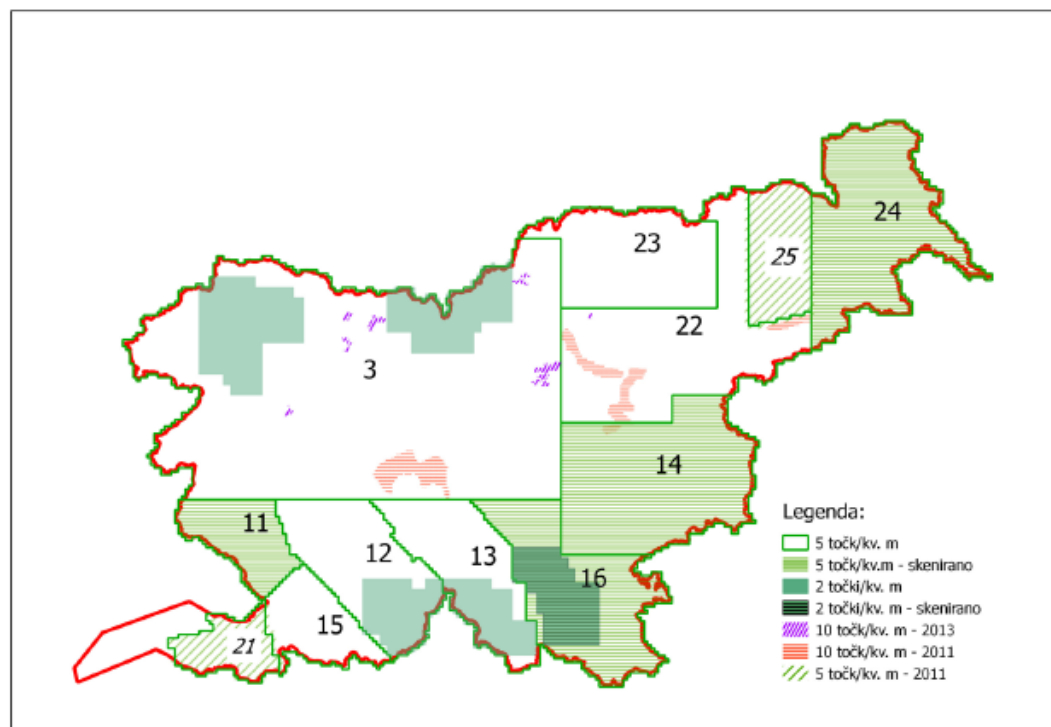 24
23
25
22
3
14
11
12
13
16
15
21
Legenda:
5 točk/kv. m
5 točk/kv.m - skenirano
2 točki/kv. m
2 točki/kv. m - skenirano
10 točk/kv. m - 2013
10 točk/kv. m - 2011
5 točk/kv. m - 2011